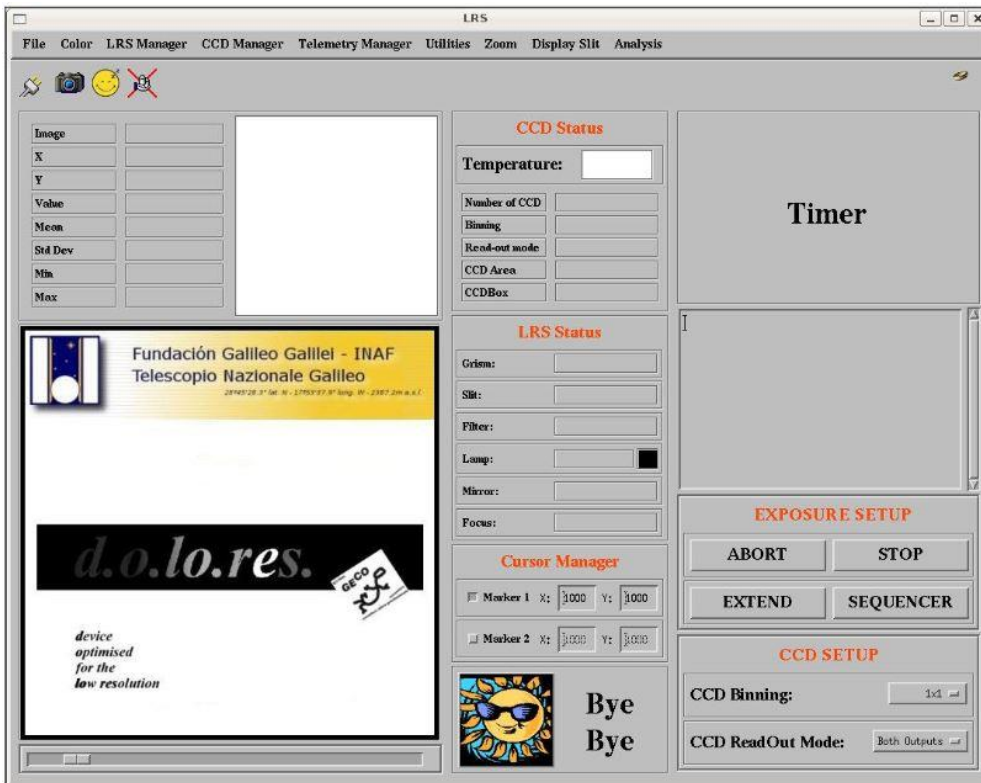 LRS
File Color LRS Manager CCD Manager Telemetry Manager Utilities Zoom Display Slit Analysis
Image
X
Y
Value
Mean
Std Dev
Min
Max
Fundación Galileo Galilei - INAF
Telescopio Nazionale Galileo
d.o.lo.res.
GECO
device
optimised
for the
low resolution
CCD Status
Temperature:
Number of CCD
Binning
Read-out mode
CCD Area
CCDBox
LRS Status
Grism:
Slit:
Filter:
Lamp:
Mirror:
Focus:
Cursor Manager
Marker 1 X: 1000 Y: 1000
Marker 2 X: 1000 Y: 1000
Bye
Bye
Timer
EXPOSURE SETUP
ABORT STOP
EXTEND SEQUENCER
CCD SETUP
CCD Binning: 1x1
CCD ReadOut Mode: Both Outputs